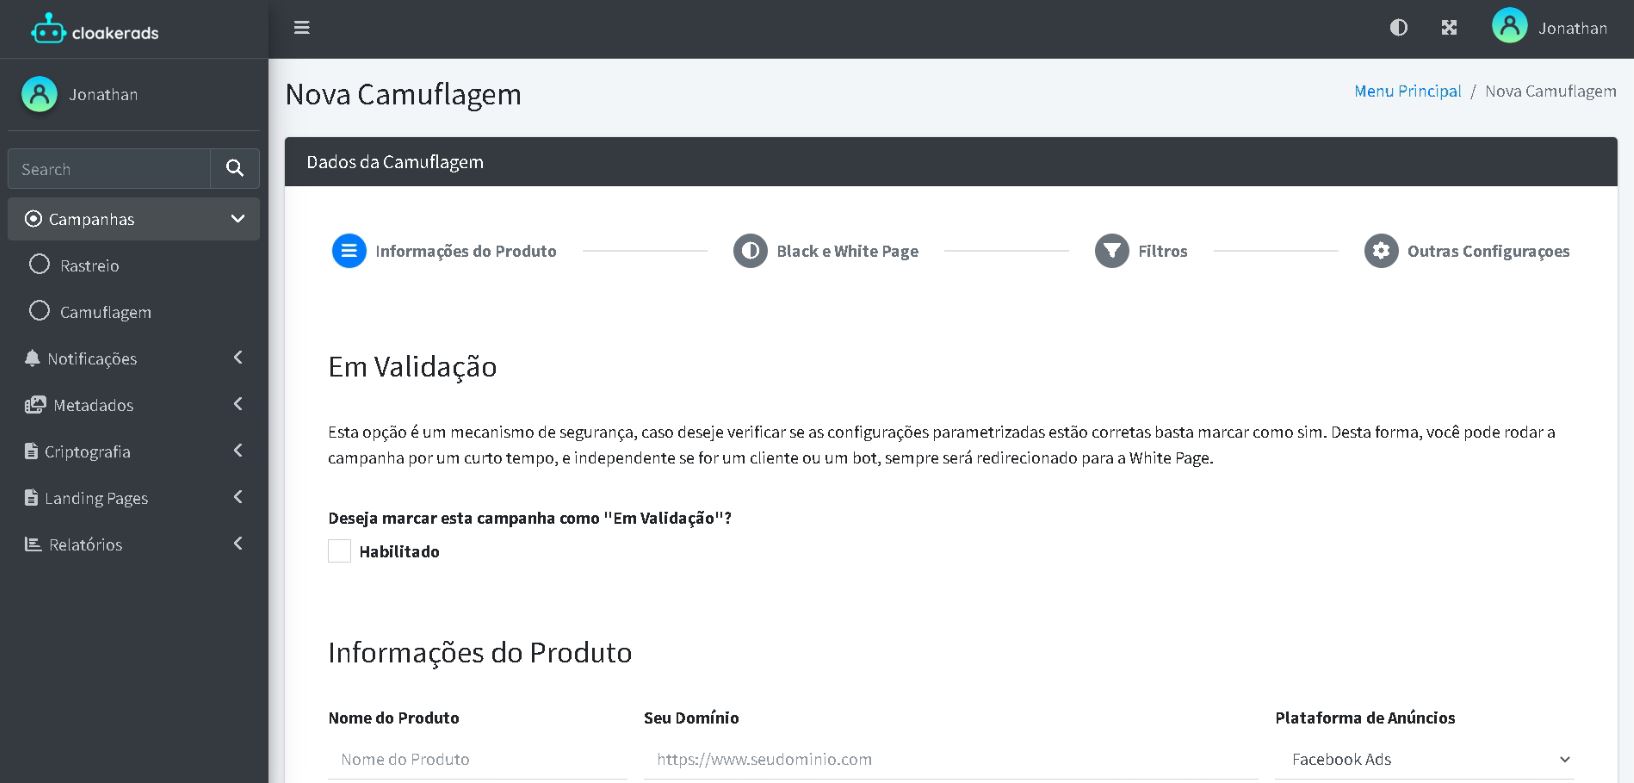 cloakerads
Jonathan
Jonathan
Search
Campanhas
Rastreio
Camuflagem
Notificações
Metadados
Criptografia
Landing Pages
Relatórios
Nova Camuflagem
Menu Principal / Nova Camuflagem
Dados da Camuflagem
Informações do Produto
Black e White Page
Filtros
Outras Configuraçoes
Em Validação
Esta opção é um mecanismo de segurança, caso deseje verificar se as configurações parametrizadas estão corretas basta marcar como sim. Desta forma, você pode rodar a
campanha por um curto tempo, e independente se for um cliente ou um bot, sempre será redirecionado para a White Page.
Deseja marcar esta campanha como "Em Validação"?
Habilitado
Informações do Produto
Nome do Produto
Seu Domínio
Plataforma de Anúncios
Nome do Produto
https://www.seudominio.com
Facebook Ads